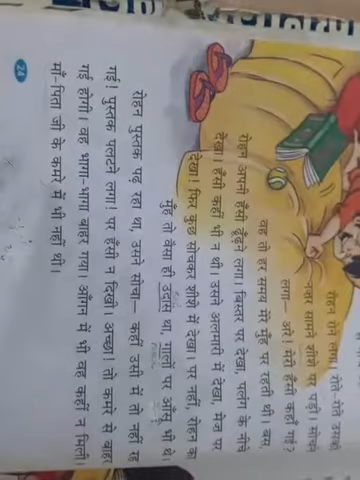 रोहन रोने लगा। रोते-रोते उसकी
नज़र सामने शीशे पर पड़ी। सोचने
लगा— अरे! मेरी हँसी कहाँ गई?
वह तो हर समय मेरे मुँह पर रहती थी। बस,
रोहन अपनी हँसी ढूँढ़ने लगा। बिस्तर पर देखा, पलंग के नीचे
देखा। हँसी कहीं भी न थी। उसने अलमारी में देखा, मेज़ पर
देखा। फिर कुछ सोचकर शीशे में देखा। पर नहीं, रोहन के
मुँह तो वैसा ही उदास था, गालों पर आँसू भी थे।
रोहन पुस्तक पढ़ रहा था, उसने सोचा— कहीं उसी में तो नहीं रह
गई! पुस्तक पलटने लगा। पर हँसी न दिखी। अच्छा! तो कमरे से बाहर
गई होगी। वह भागा-भागा बाहर गया। आँगन में भी वह कहीं न मिली।
माँ-पिता जी के कमरे में भी नहीं थी।
24